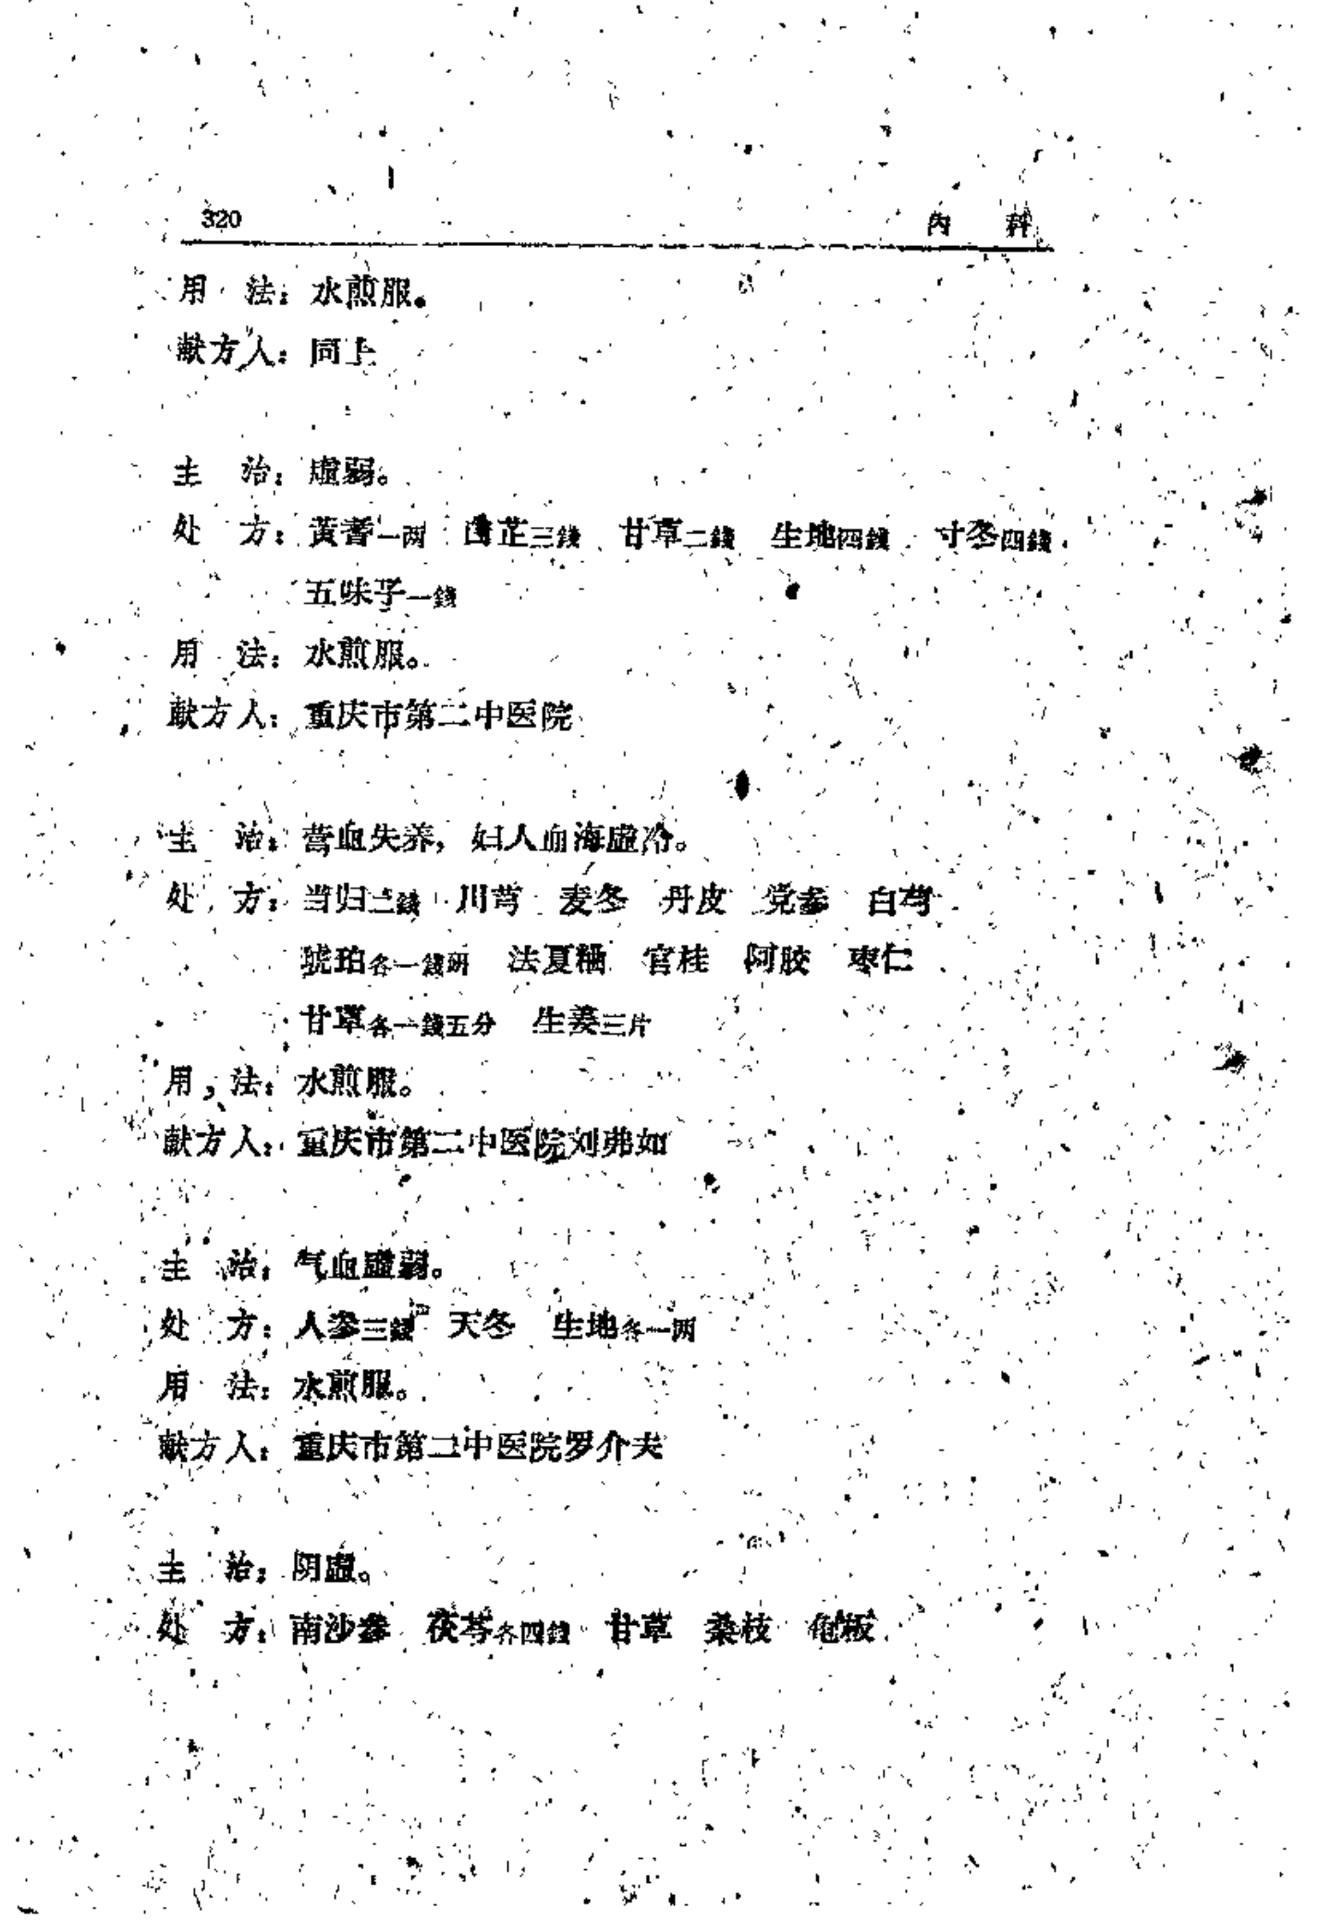 320 內 科
用 法：水煎服。
献方人：同上
主 治：虛弱。
处 方：黃耆一两 白芷三錢 甘草二錢 生地四錢 寸冬四錢
五味子一錢
用 法：水煎服。
献方人：重庆市第二中医院
主 治：营血失养，妇人血海虛冷。
处 方：当归二錢 川芎 麦冬 丹皮 党参 白芍
琥珀各一錢研 法夏 官桂 阿胶 枣仁
甘草各一錢五分 生姜三片
用 法：水煎服。
献方人：重庆市第二中医院刘弗如
主 治：气血虛弱。
处 方：人参三錢 天冬 生地各一两
用 法：水煎服。
献方人：重庆市第二中医院罗介夫
主 治：阴虛。
处 方：南沙参 茯苓各四錢 甘草 桑枝 龟板